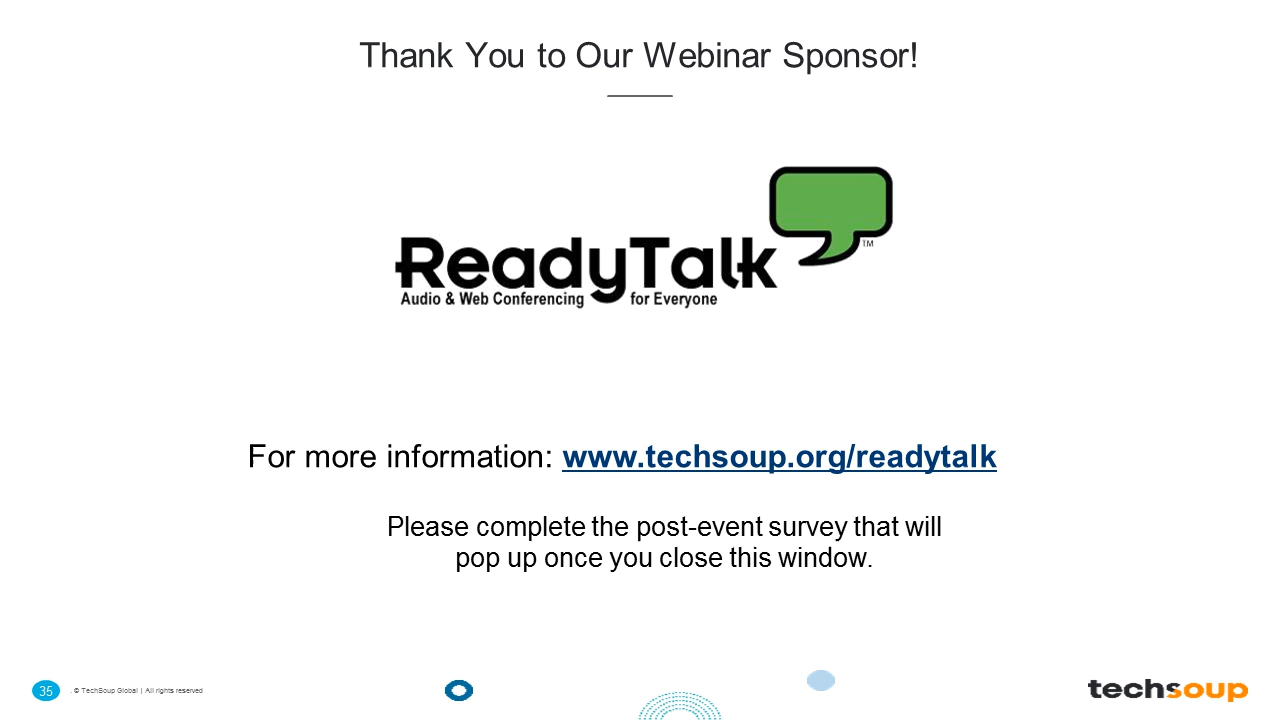 Thank You to Our Webinar Sponsor!
ReadyTalk
TM
Audio & Web Conferencing for Everyone
For more information: www.techsoup.org/readytalk
Please complete the post-event survey that will
pop up once you close this window.
35 . © TechSoup Global | All rights reserved
techsoup